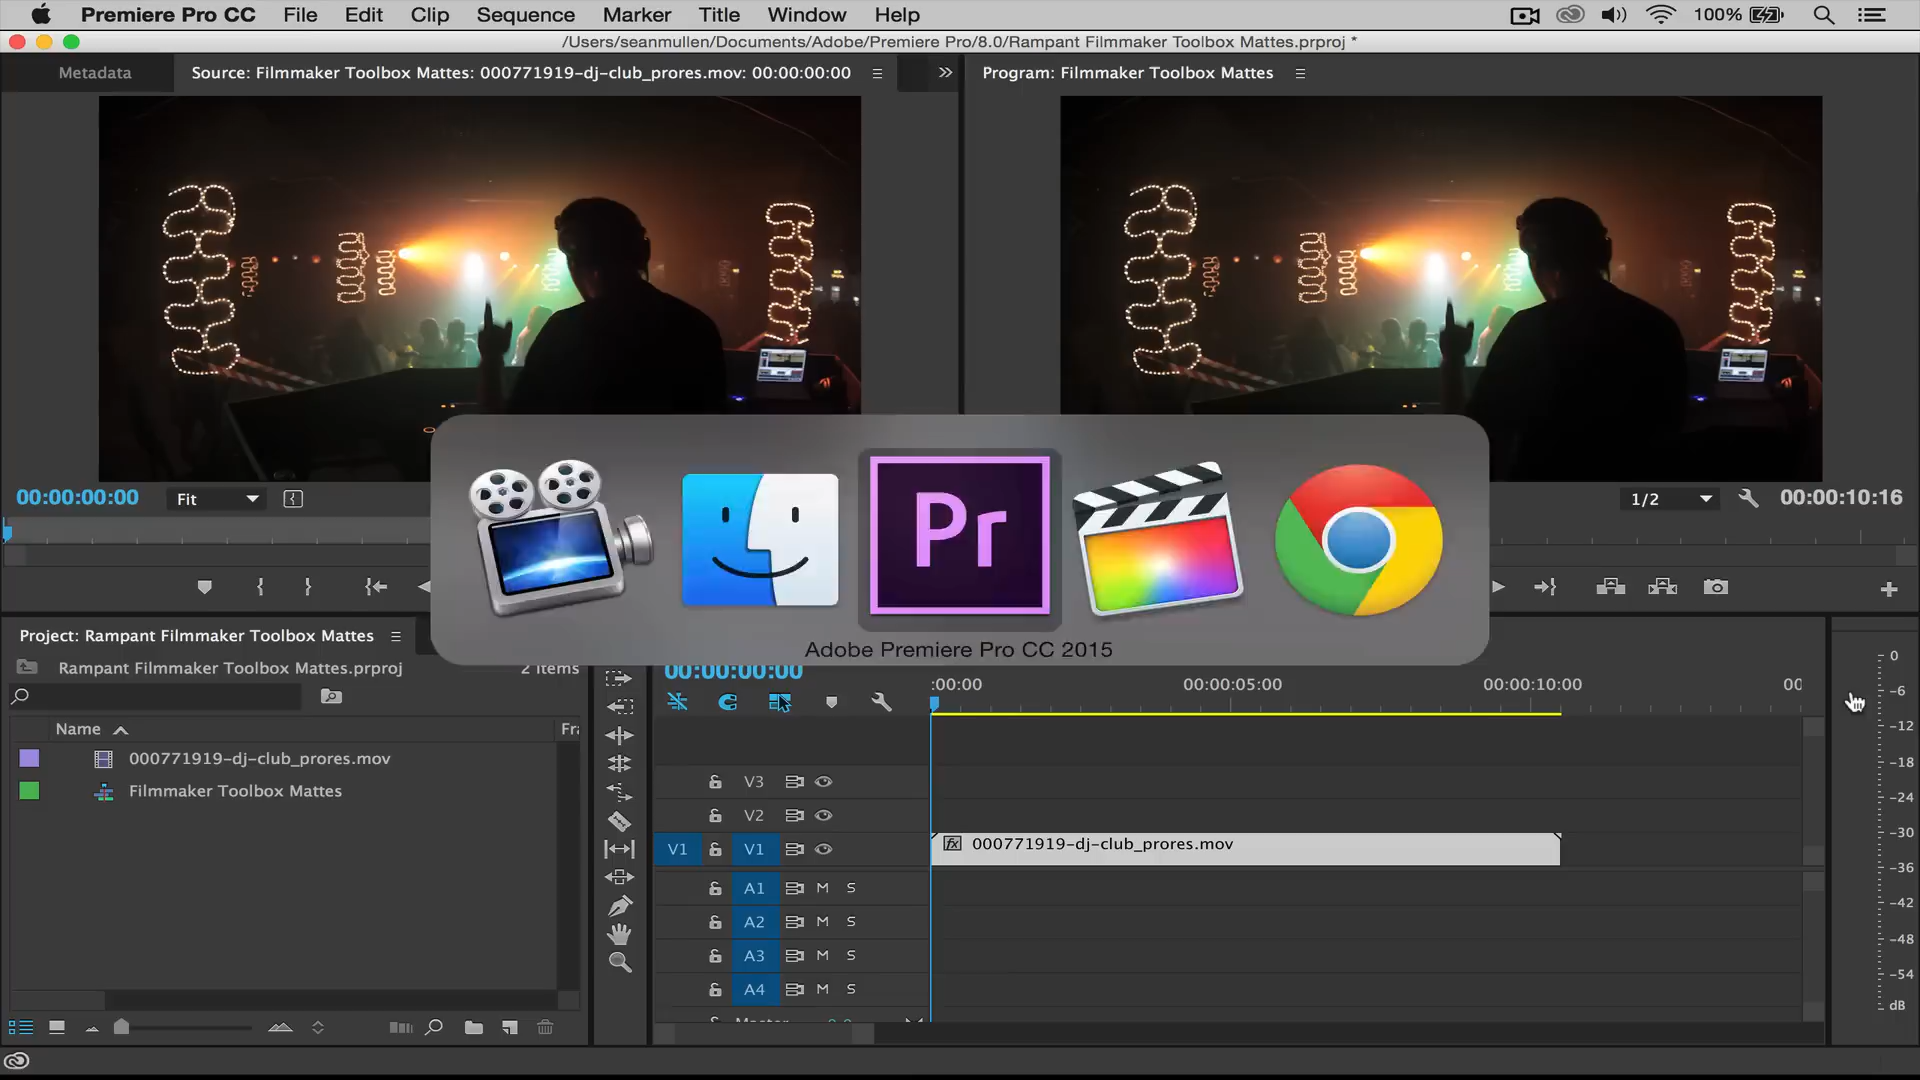 Premiere Pro CC File Edit Clip Sequence Marker Title Window Help 100%
/Users/seanmullen/Documents/Adobe/Premiere Pro/8.0/Rampant Filmmaker Toolbox Mattes.prproj *
Metadata Source: Filmmaker Toolbox Mattes: 000771919-dj-club_prores.mov: 00:00:00:00 Program: Filmmaker Toolbox Mattes
00:00:00:00 Fit 1/2 00:00:10:16
Pr
Adobe Premiere Pro CC 2015
Project: Rampant Filmmaker Toolbox Mattes
Rampant Filmmaker Toolbox Mattes.prproj 2 Items
Name Fr
000771919-dj-club_prores.mov
Filmmaker Toolbox Mattes
00:00:00:00
:00:00 00:00:05:00 00:00:10:00 00
V3
V2
V1 V1 fx 000771919-dj-club_prores.mov
A1 M S
A2 M S
A3 M S
A4 M S
0
-6
-12
-18
-24
-30
-36
-42
-48
-54
dB